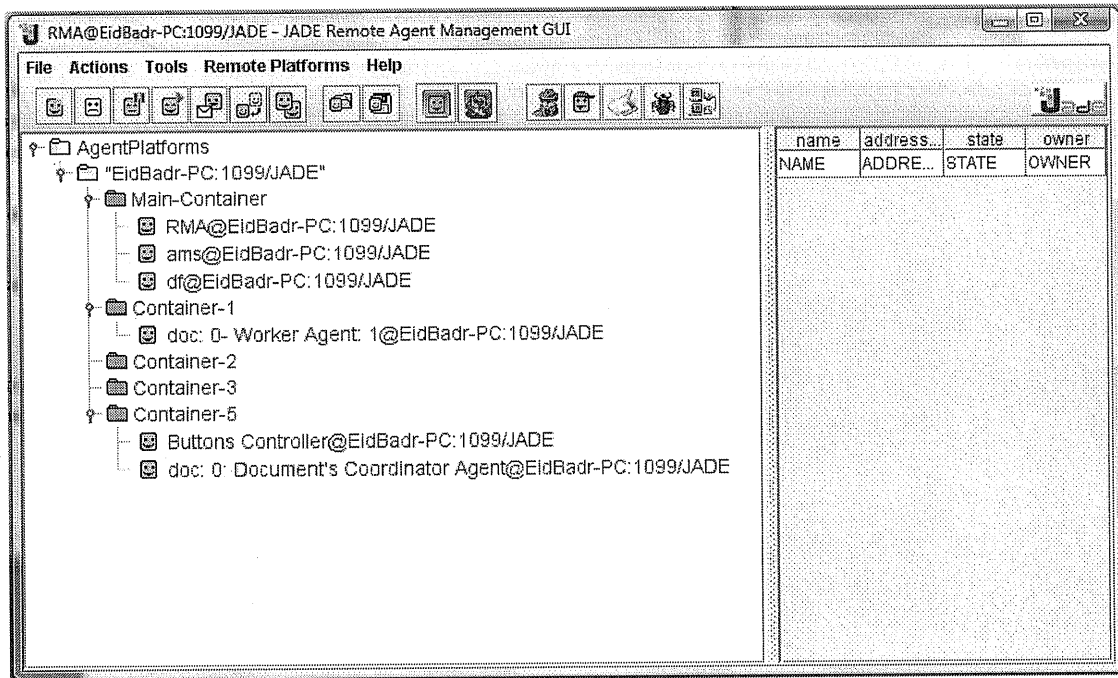 RMA@EidBadr-PC:1099/JADE - JADE Remote Agent Management GUI
File Actions Tools Remote Platforms Help
Jade
AgentPlatforms
"EidBadr-PC:1099/JADE"
Main-Container
RMA@EidBadr-PC:1099/JADE
ams@EidBadr-PC:1099/JADE
df@EidBadr-PC:1099/JADE
Container-1
doc: 0- Worker Agent: 1@EidBadr-PC:1099/JADE
Container-2
Container-3
Container-5
Buttons Controller@EidBadr-PC:1099/JADE
doc: 0: Document's Coordinator Agent@EidBadr-PC:1099/JADE
name address... state owner
NAME ADDRE... STATE OWNER